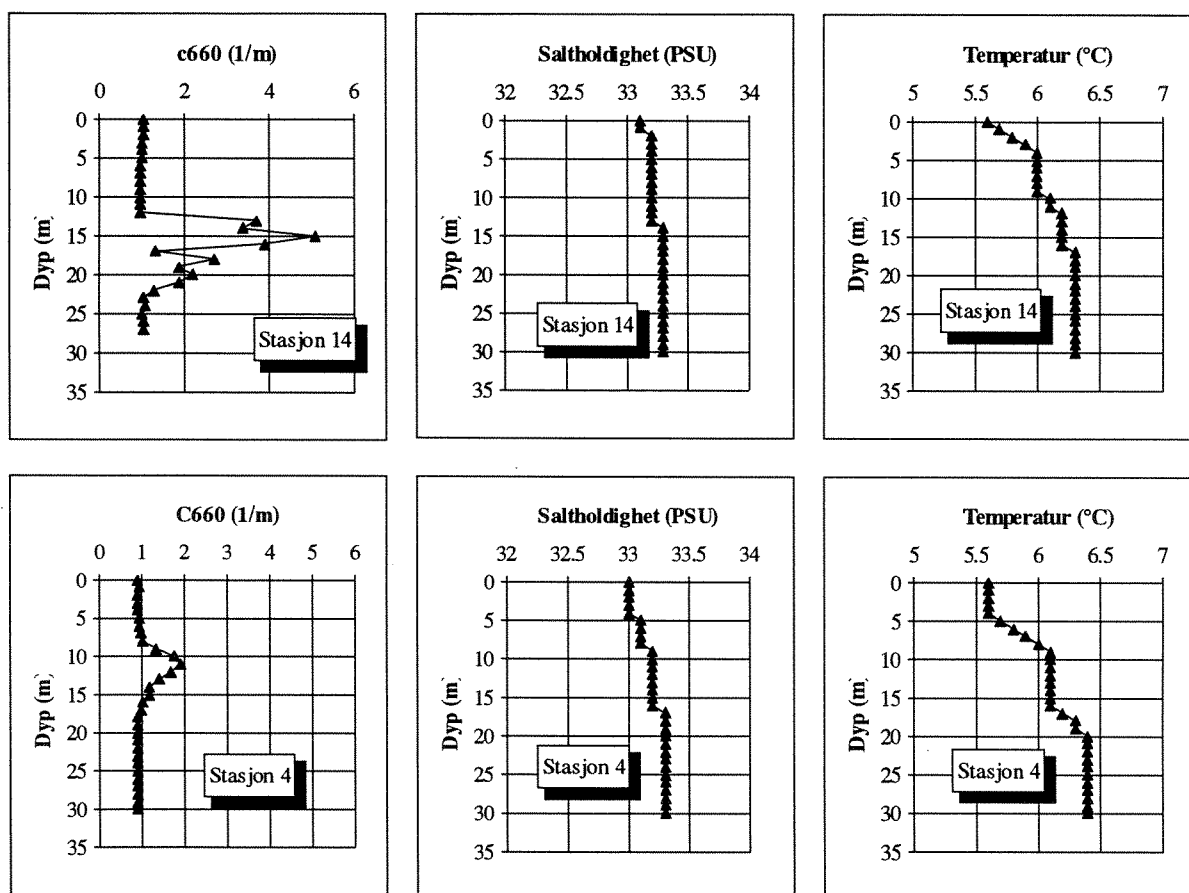 c660 (1/m)
0 2 4 6
0
5
10
15
20
25
30
35
Dyp (m)
Stasjon 14
Saltholdighet (PSU)
32 32.5 33 33.5 34
0
5
10
15
20
25
30
35
Dyp (m)
Stasjon 14
Temperatur (°C)
5 5.5 6 6.5 7
0
5
10
15
20
25
30
35
Dyp (m)
Stasjon 14
C660 (1/m)
0 1 2 3 4 5 6
0
5
10
15
20
25
30
35
Dyp (m)
Stasjon 4
Saltholdighet (PSU)
32 32.5 33 33.5 34
0
5
10
15
20
25
30
35
Dyp (m)
Stasjon 4
Temperatur (°C)
5 5.5 6 6.5 7
0
5
10
15
20
25
30
35
Dyp (m)
Stasjon 4